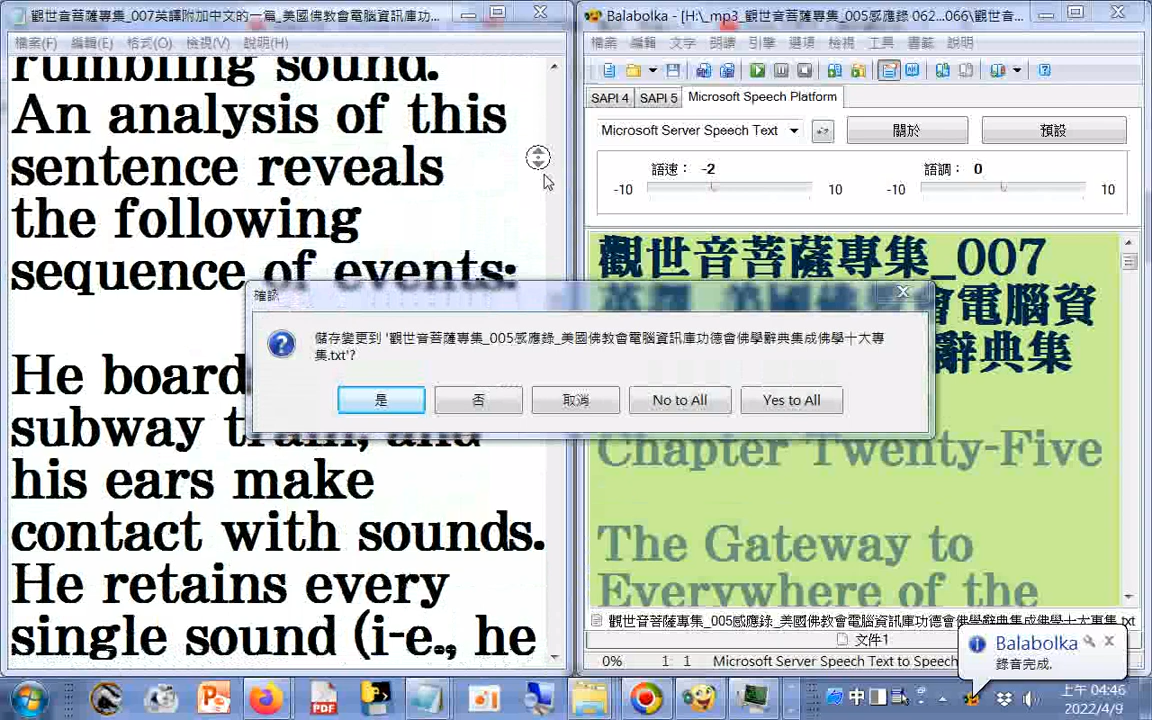 觀世音菩薩專集_007英譯附加中文的一篇_美國佛教會電腦資訊庫功...
檔案(F) 編輯(E) 格式(O) 檢視(V) 說明(H)
rumbling sound.
An analysis of this
sentence reveals
the following
sequence of events:
He board
subway train, and
his ears make
contact with sounds.
He retains every
single sound (i-e., he
Balabolka - [H:\_mp3_觀世音菩薩專集_005感應錄 062...066\觀世音...
檔案 編輯 文字 朗讀 引擎 選項 檢視 工具 書籤 說明
SAPI 4 SAPI 5 Microsoft Speech Platform
Microsoft Server Speech Text 關於 預設
語速: -2 語調: 0
-10 10 -10 10
觀世音菩薩專集_007
會電腦資
辭典集
Chapter Twenty-Five
The Gateway to
Everywhere of the
觀世音菩薩專集_005感應錄_美國佛教會電腦資訊庫功德會佛學辭典集成佛學十大專集.txt
文件1
0% 1: 1 Microsoft Server Speech Text to Speech
確認
儲存變更到 '觀世音菩薩專集_005感應錄_美國佛教會電腦資訊庫功德會佛學辭典集成佛學十大專
集.txt'?
是 否 取消 No to All Yes to All
Balabolka
錄音完成.
中
上午 04:46
2022/4/9